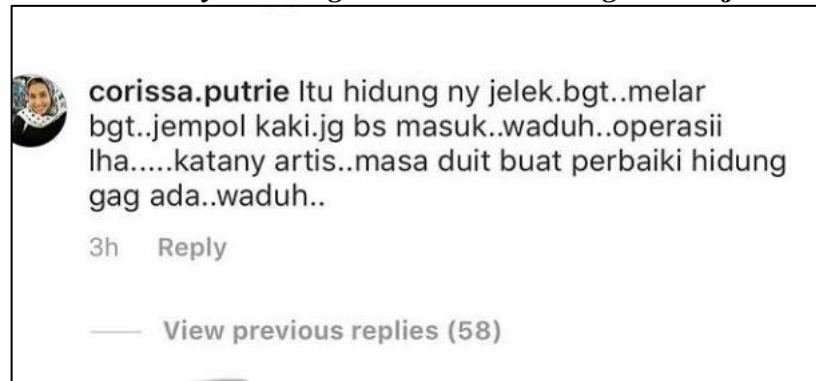 corissa.putrie Itu hidung ny jelek.bgt..melar
bgt..jempol kaki.jg bs masuk..waduh..operasii
lha.....katany artis..masa duit buat perbaiki hidung
gag ada..waduh..
3h Reply
View previous replies (58)